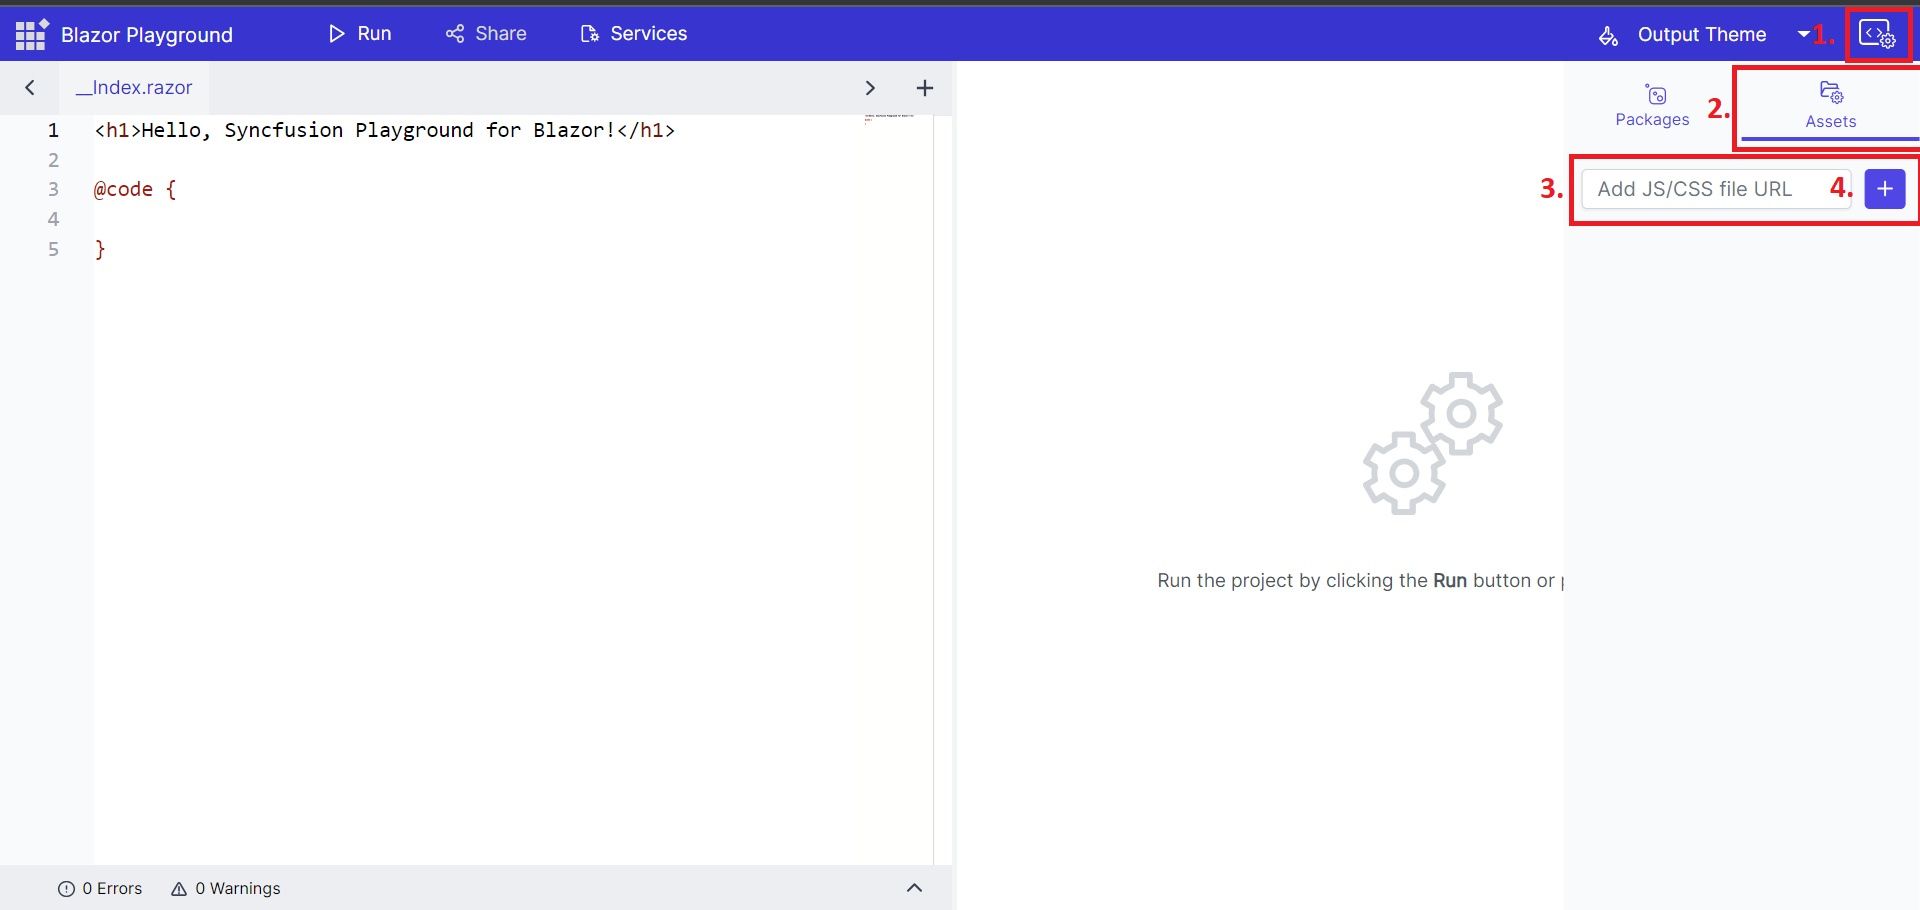 Blazor Playground
Run
Share
Services
Output Theme
1.
__Index.razor
Packages
2.
Assets
1 <h1>Hello, Syncfusion Playground for Blazor!</h1>
2
3 @code {
4
5 }
3.
Add JS/CSS file URL
4.
+
Run the project by clicking the Run button or
0 Errors
0 Warnings